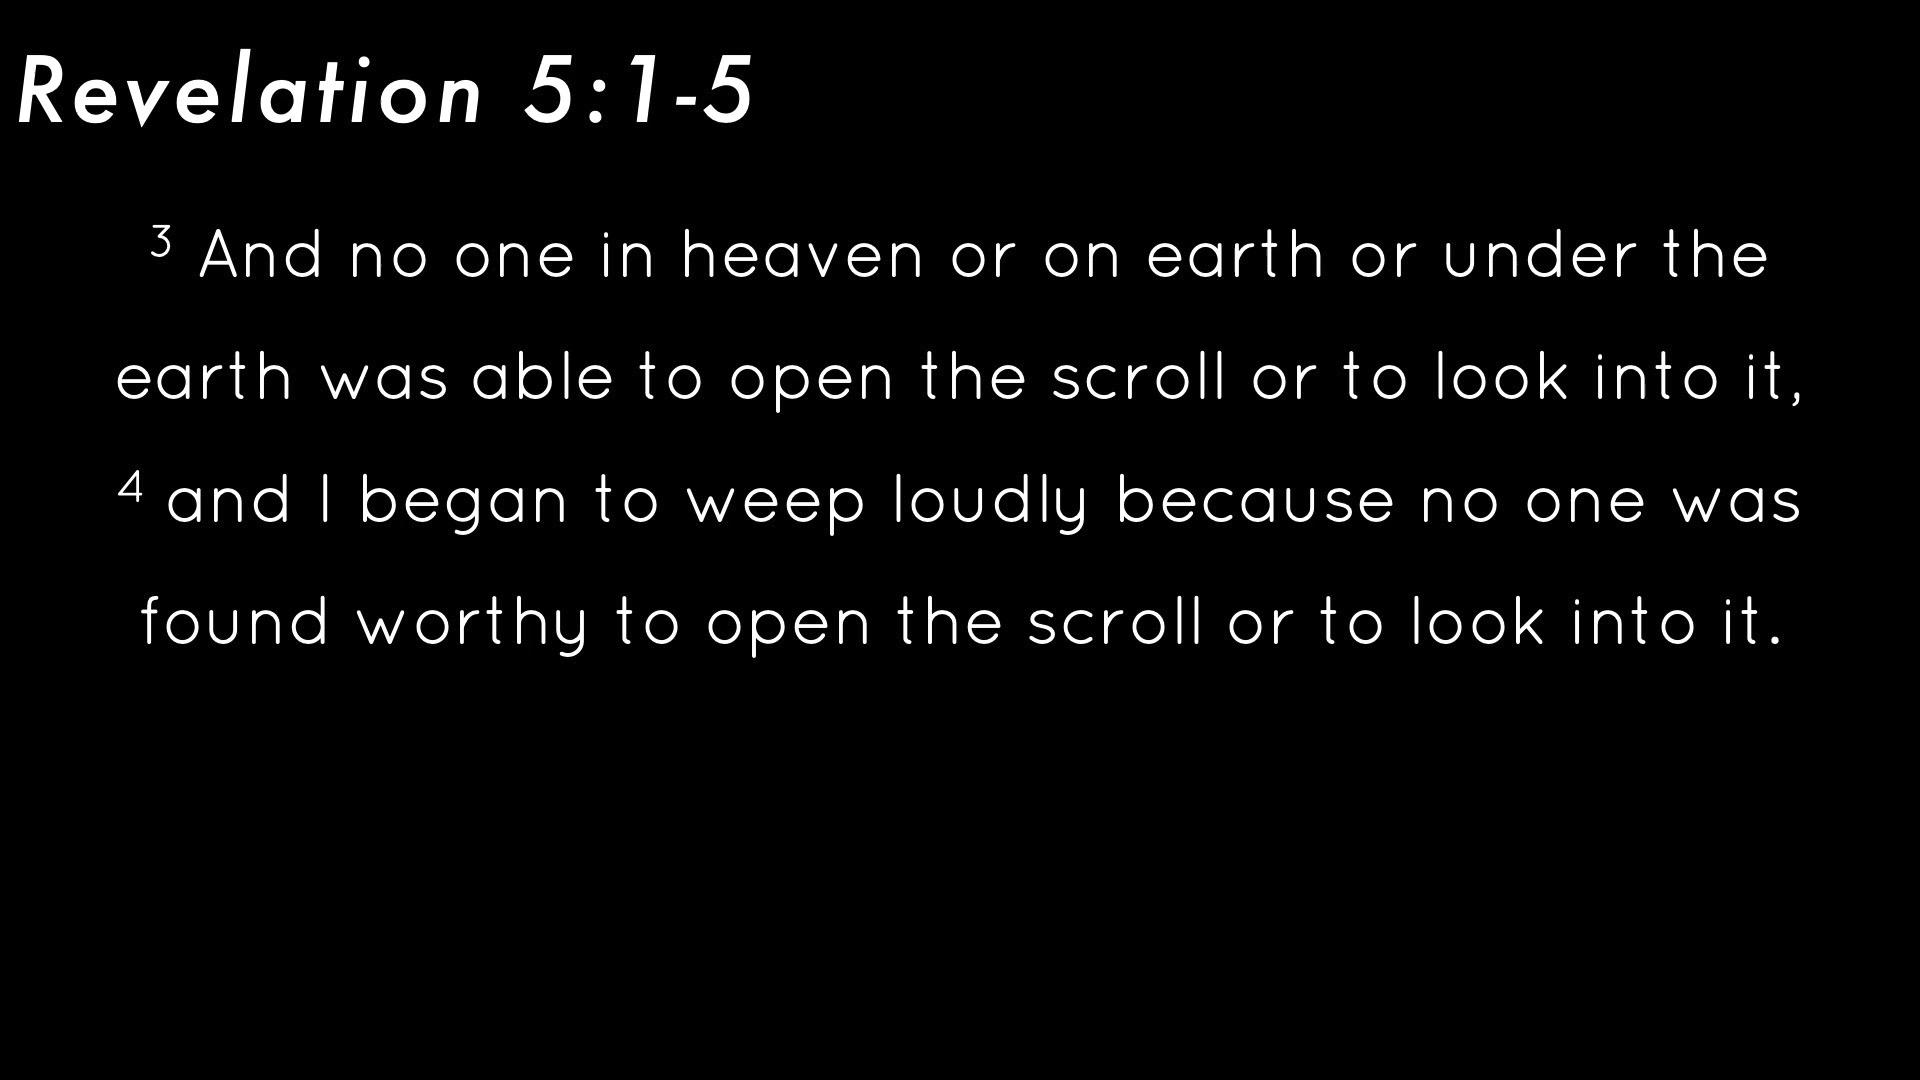 Revelation 5:1-5
3 And no one in heaven or on earth or under the
earth was able to open the scroll or to look into it,
4 and I began to weep loudly because no one was
found worthy to open the scroll or to look into it.